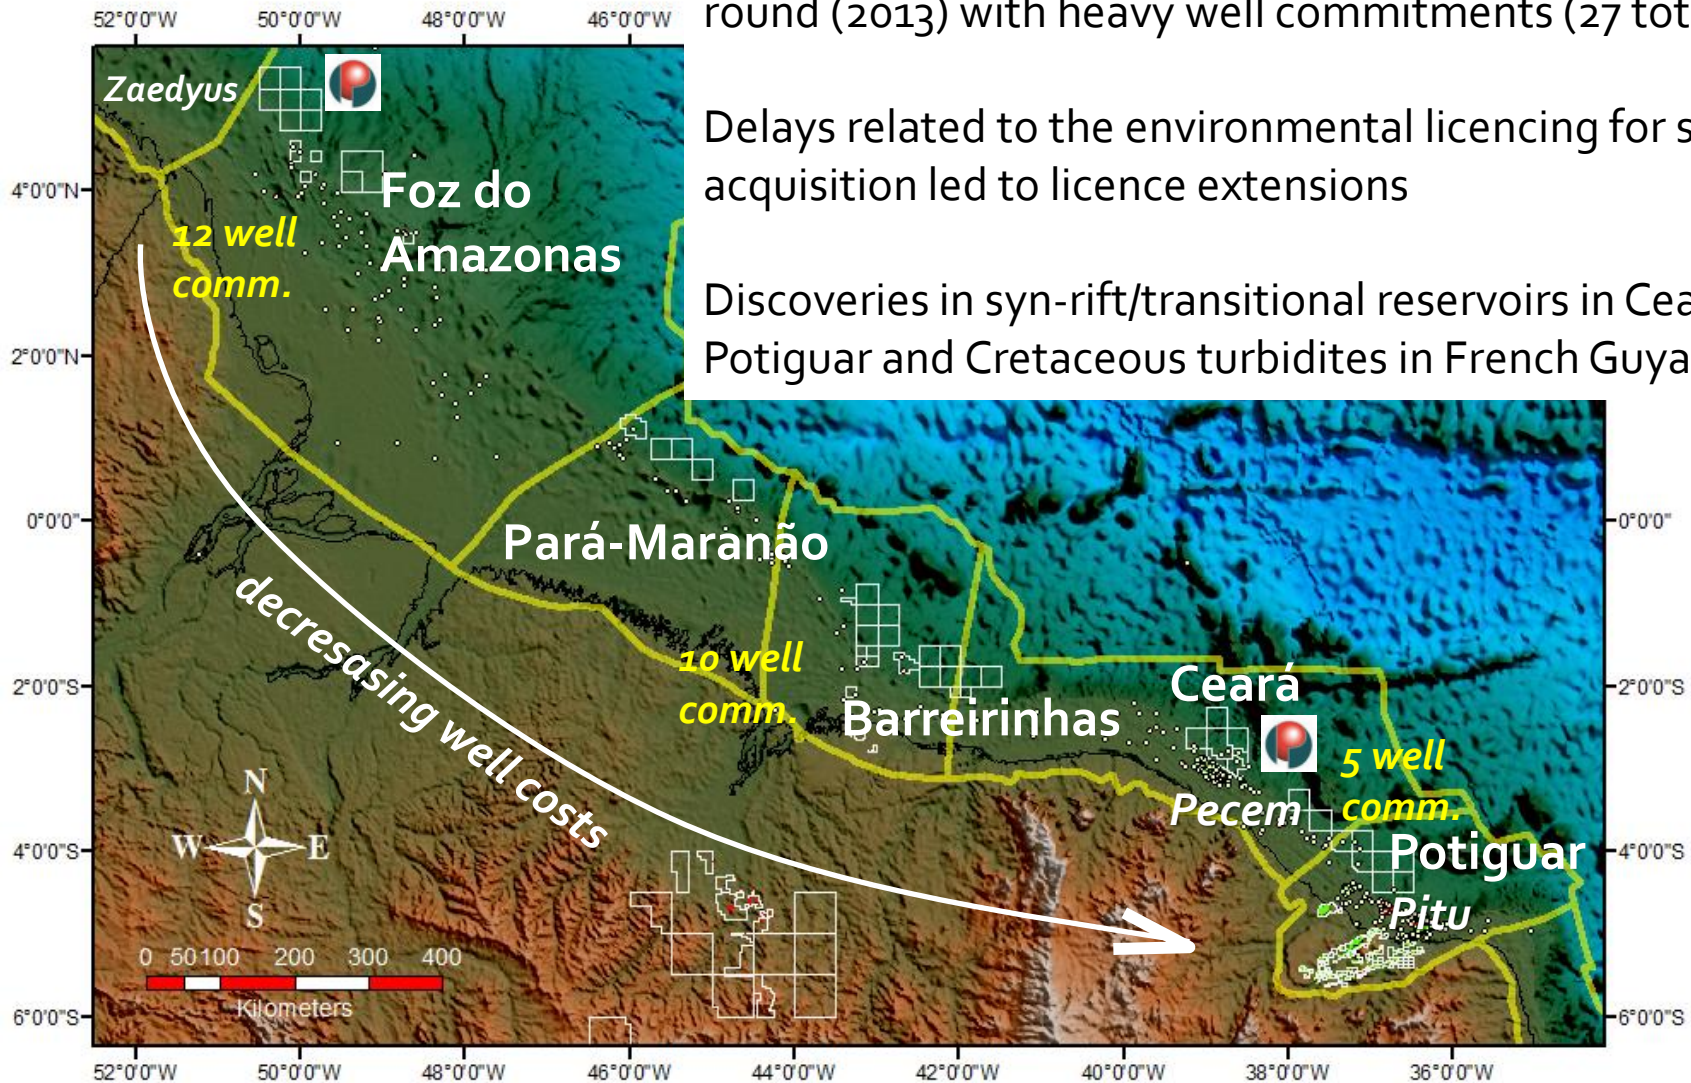 52°0'0"W 50°0'0"W 48°0'0"W 46°0'0"W
round (2013) with heavy well commitments (27 tot
Delays related to the environmental licencing for s
acquisition led to licence extensions
Discoveries in syn-rift/transitional reservoirs in Cea
Potiguar and Cretaceous turbidites in French Guya
Zaedyus
4°0'0"N
Foz do
Amazonas
12 well
comm.
2°0'0"N
0°0'0"
0°0'0"
Pará-Maranão
decresasing well costs
10 well
comm.
2°0'0"S
2°0'0"S
Barreirinhas
Ceará
Pecem
5 well
comm.
4°0'0"S
4°0'0"S
Potiguar
Pitu
N
W E
S
0 50 100 200 300 400
Kilometers
6°0'0"S
6°0'0"S
52°0'0"W 50°0'0"W 48°0'0"W 46°0'0"W 44°0'0"W 42°0'0"W 40°0'0"W 38°0'0"W 36°0'0"W